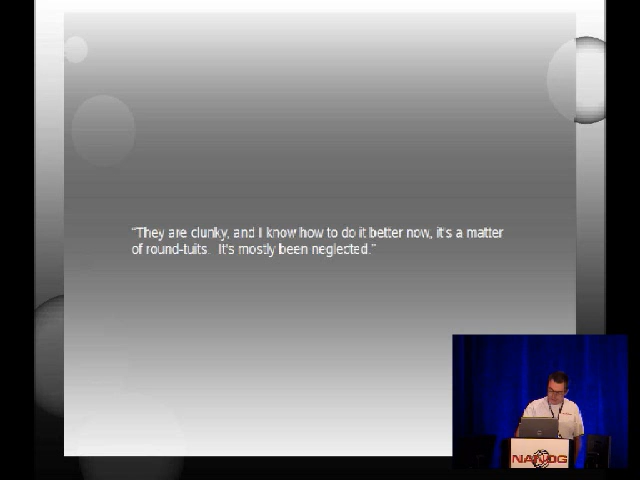 “They are clunky, and I know how to do it better now, it's a matter
of round-tuits.  It's mostly been neglected.”
NANOG